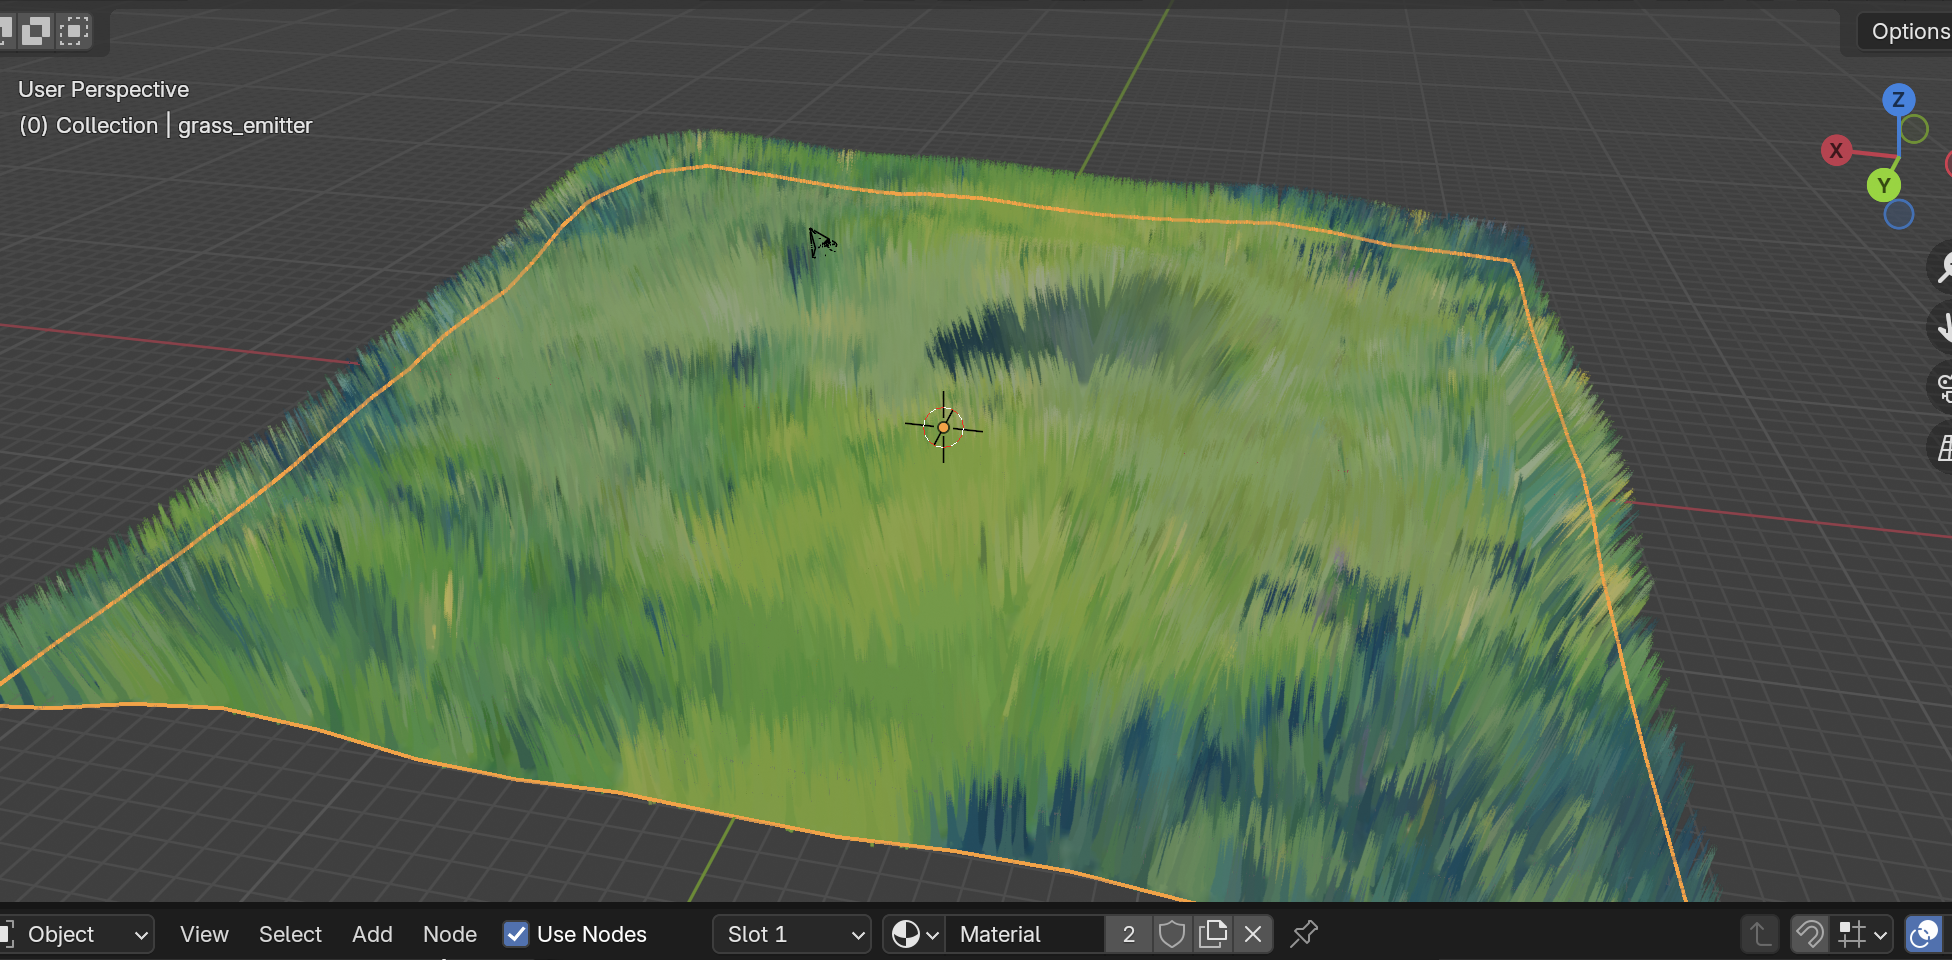 Options
User Perspective
(0) Collection | grass_emitter
Z
X
Y
Object View Select Add Node Use Nodes Slot 1 Material 2